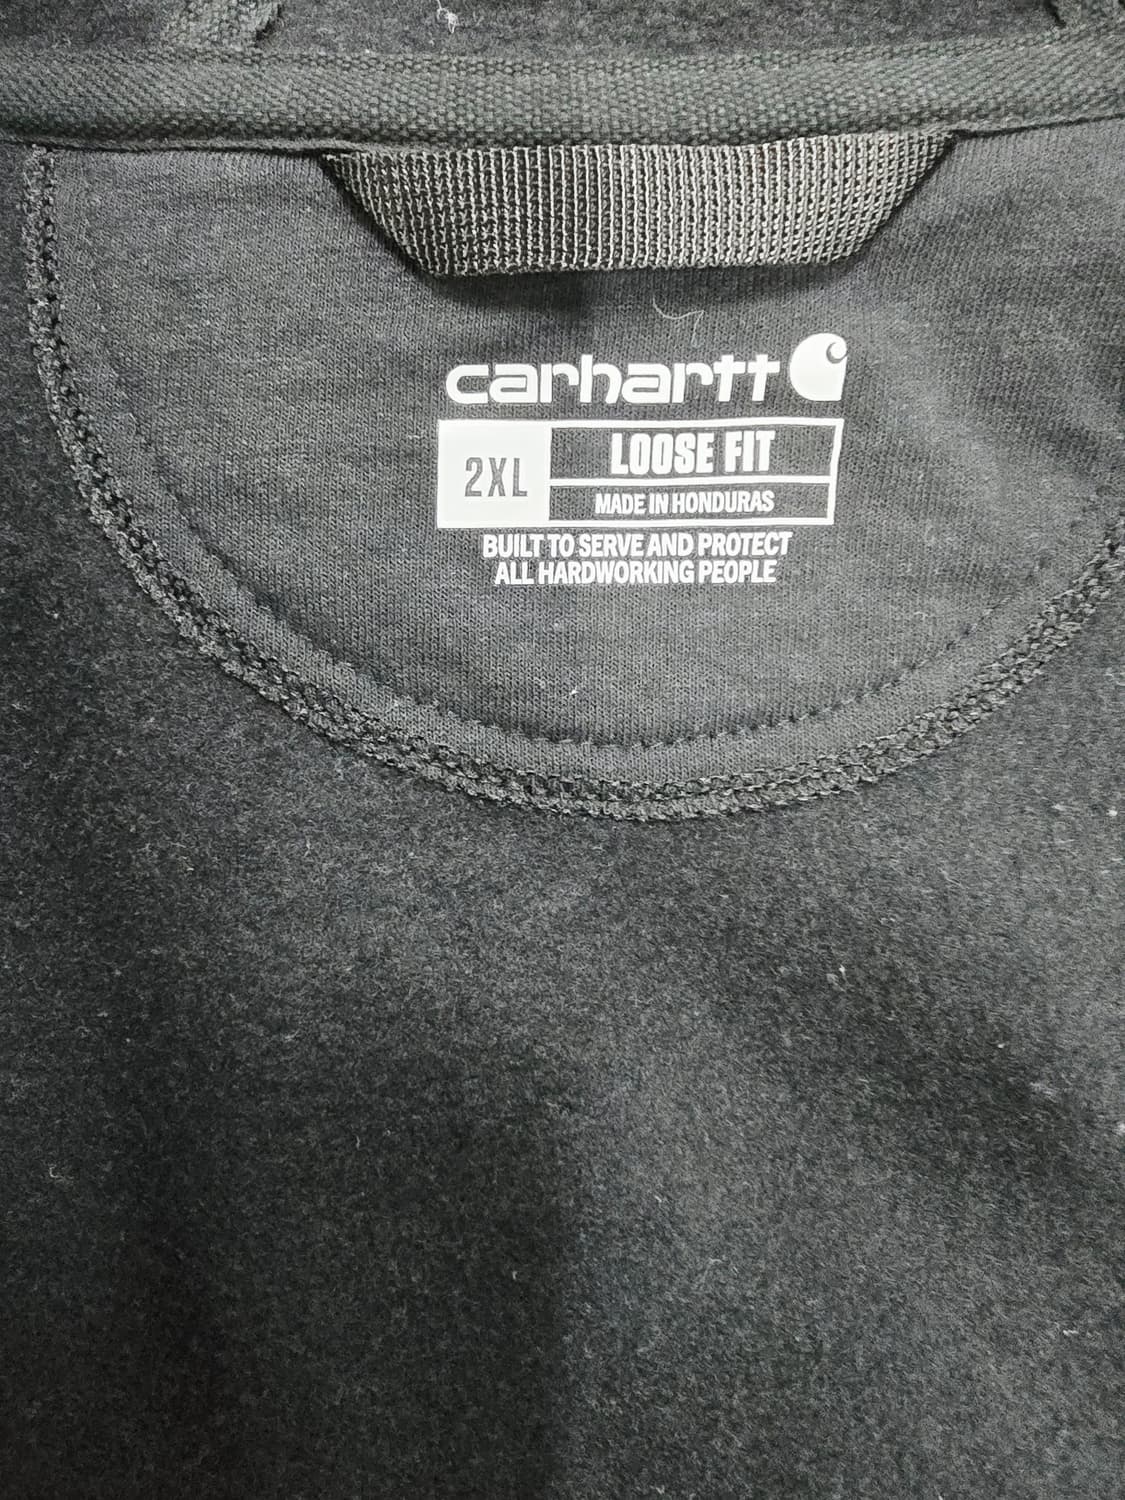 carhartt
2XL
LOOSE FIT
MADE IN HONDURAS
BUILT TO SERVE AND PROTECT
ALL HARDWORKING PEOPLE